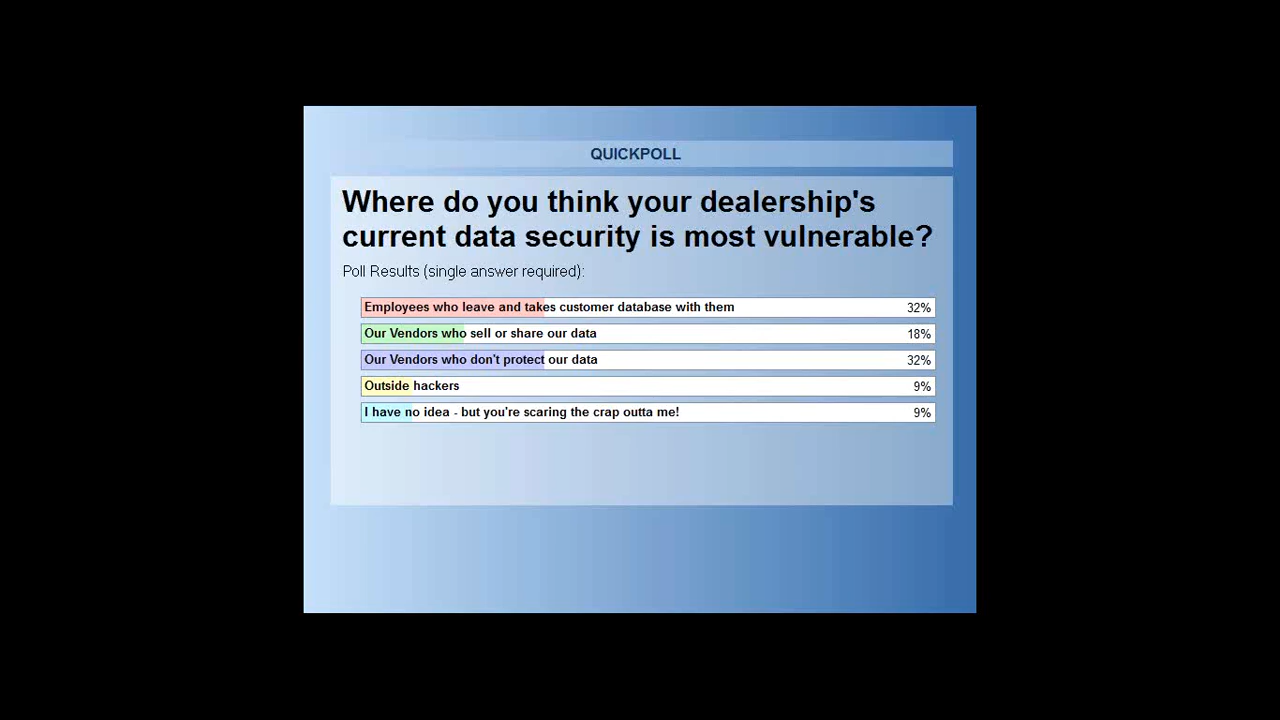 QUICKPOLL
Where do you think your dealership's
current data security is most vulnerable?
Poll Results (single answer required):
Employees who leave and takes customer database with them 32%
Our Vendors who sell or share our data 18%
Our Vendors who don't protect our data 32%
Outside hackers 9%
I have no idea - but you're scaring the crap outta me! 9%